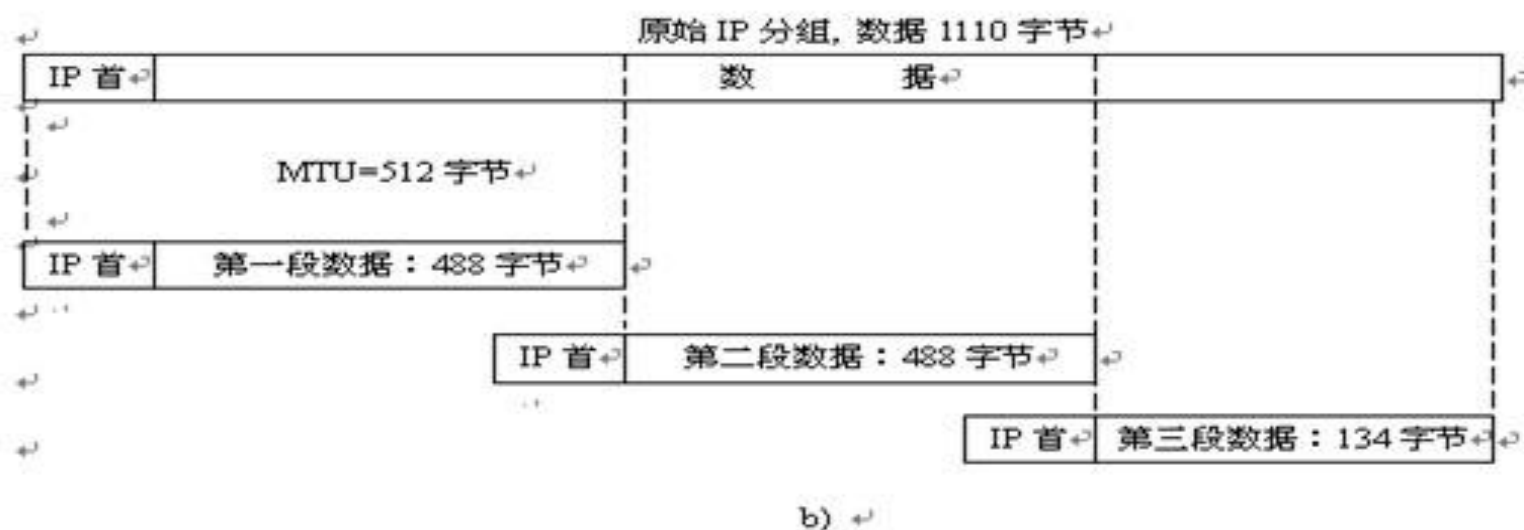 原始 IP 分组, 数据 1110 字节
IP 首 数 据
MTU=512 字节
IP 首 第一段数据：488 字节
IP 首 第二段数据：488 字节
IP 首 第三段数据：134 字节
b)